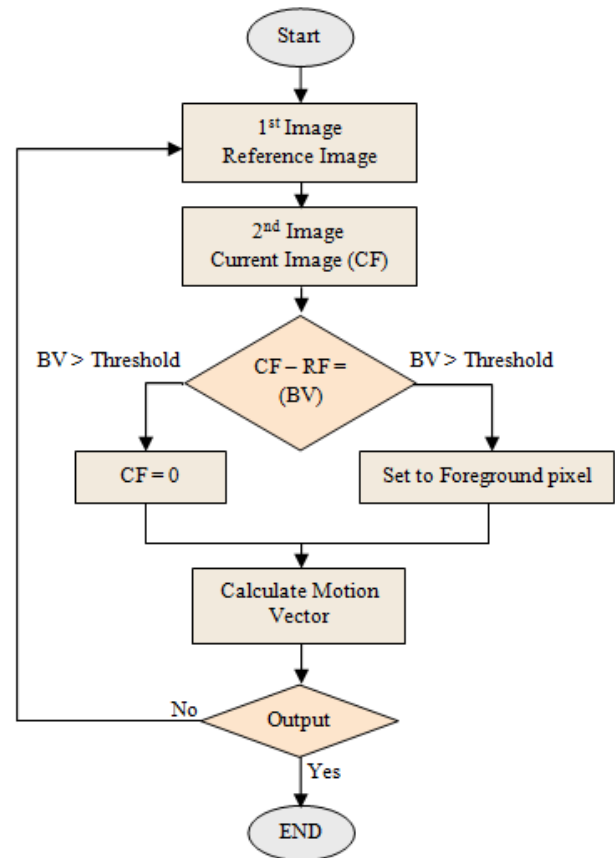 Start
1st Image
Reference Image
2nd Image
Current Image (CF)
BV > Threshold
CF – RF =
(BV)
BV > Threshold
CF = 0
Set to Foreground pixel
Calculate Motion
Vector
No
Output
Yes
END